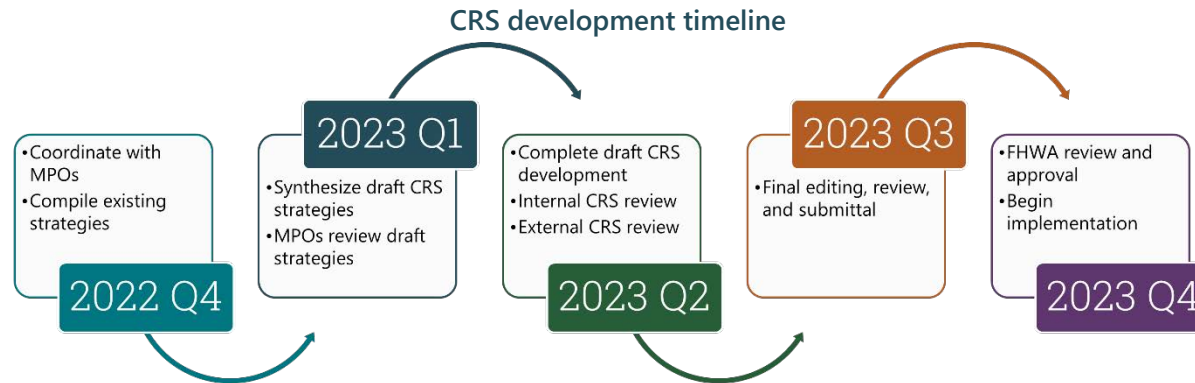 CRS development timeline
•Coordinate with
MPOs
•Compile existing
strategies
2022 Q4
2023 Q1
•Synthesize draft CRS
strategies
•MPOs review draft
strategies
•Complete draft CRS
development
•Internal CRS review
•External CRS review
2023 Q2
2023 Q3
•Final editing, review,
and submittal
•FHWA review and
approval
•Begin
implementation
2023 Q4